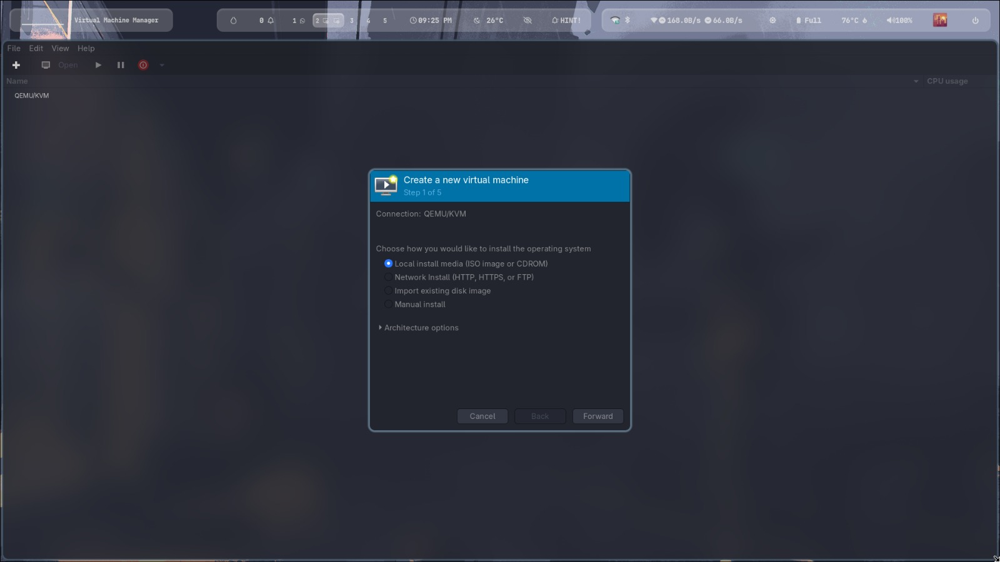 Virtual Machine Manager
0
1
2
3
4
5
09:25 PM
26°C
HINT!
168.0B/s
66.0B/s
Full
76°C
100%
File Edit View Help
Open
Name
CPU usage
QEMU/KVM
Create a new virtual machine
Step 1 of 5
Connection: QEMU/KVM
Choose how you would like to install the operating system
Local install media (ISO image or CDROM)
Network Install (HTTP, HTTPS, or FTP)
Import existing disk image
Manual install
Architecture options
Cancel
Back
Forward